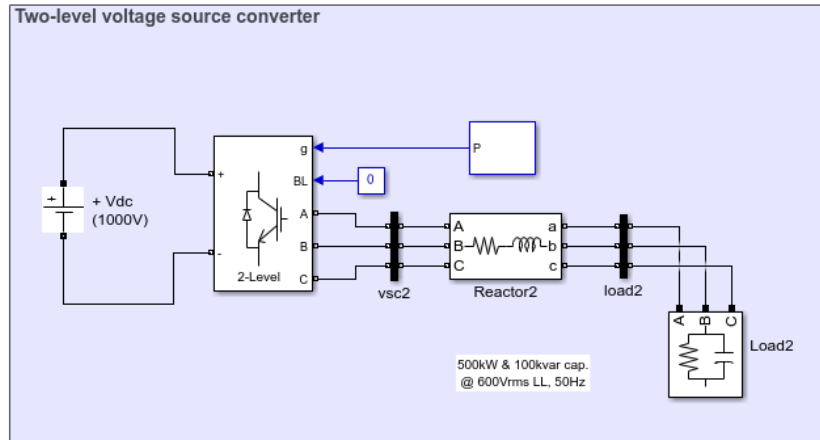 Two-level voltage source converter
+
+ Vdc
(1000V)
+
-
g
BL
A
B
C
2-Level
P
0
vsc2
A
B
C
a
b
c
Reactor2
load2
A B C
Load2
500kW & 100kvar cap.
@ 600Vrms LL, 50Hz